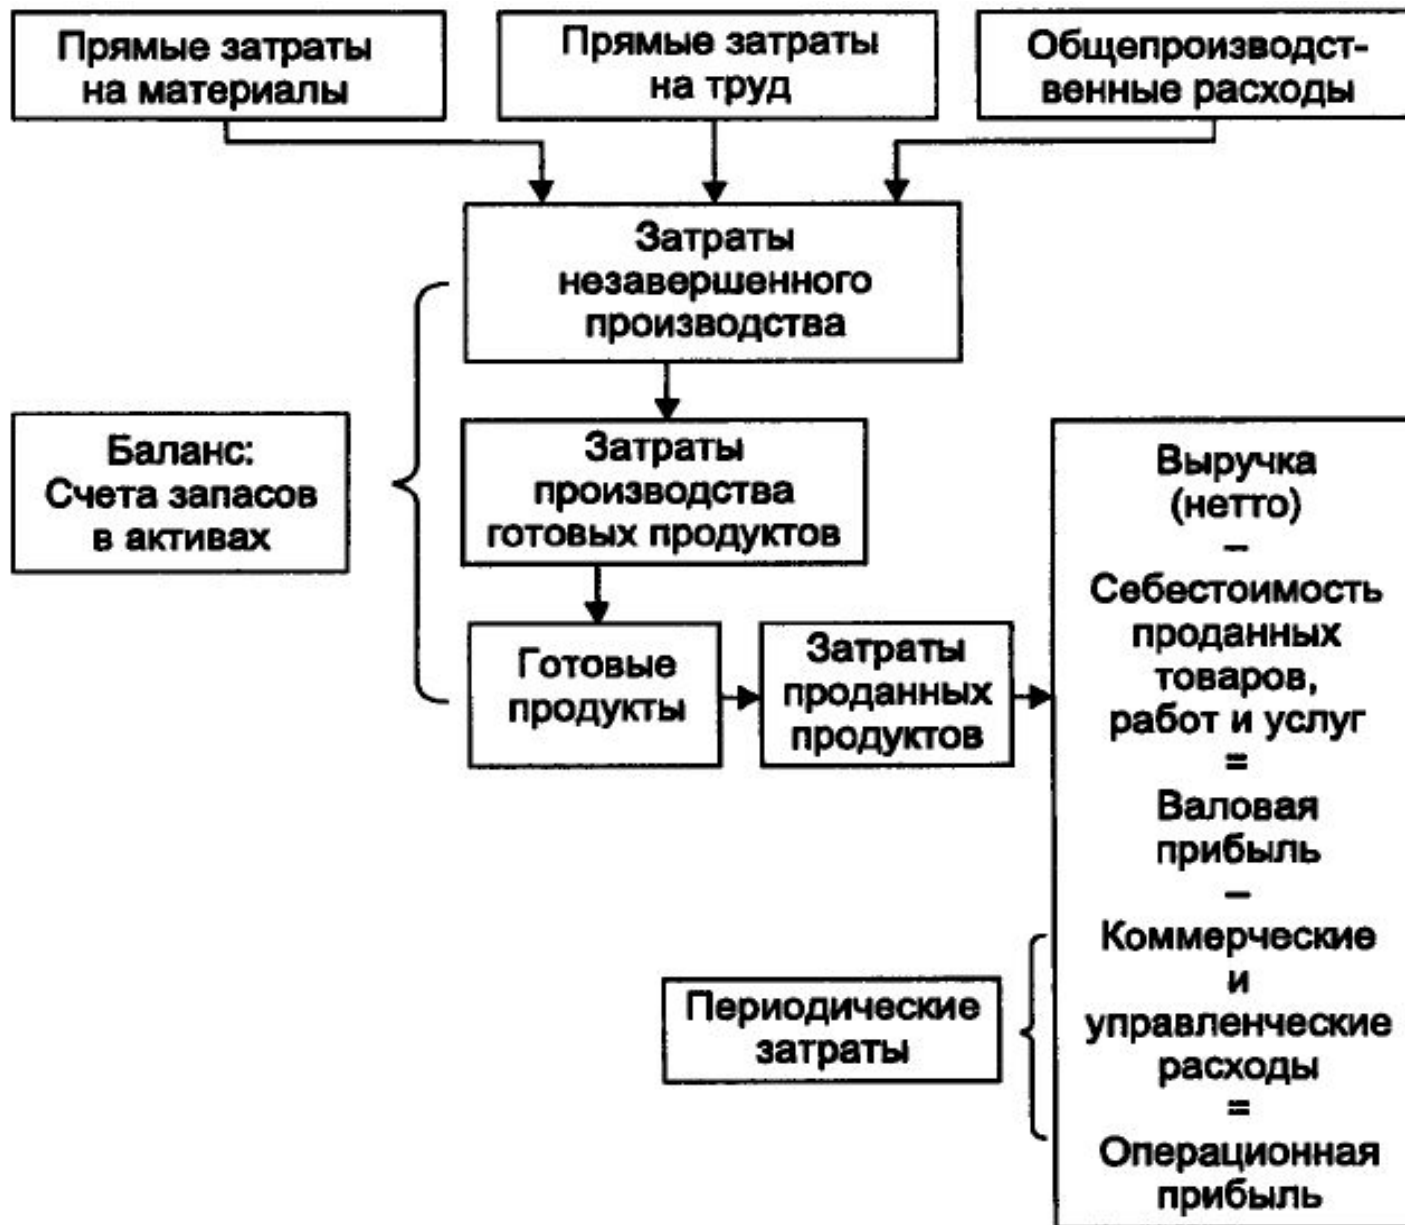 Прямые затраты
на материалы
Прямые затраты
на труд
Общепроизводст-
венные расходы
Затраты
незавершенного
производства
Баланс:
Счета запасов
в активах
Затраты
производства
готовых продуктов
Готовые
продукты
Затраты
проданных
продуктов
Выручка
(нетто)
–
Себестоимость
проданных
товаров,
работ и услуг
=
Валовая
прибыль
–
Коммерческие
и
управленческие
расходы
=
Операционная
прибыль
Периодические
затраты